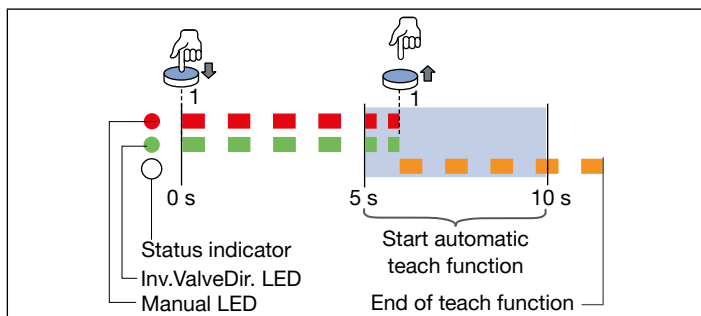 1
1
0 s
5 s
10 s
Status indicator
Inv.ValveDir. LED
Manual LED
Start automatic
teach function
End of teach function